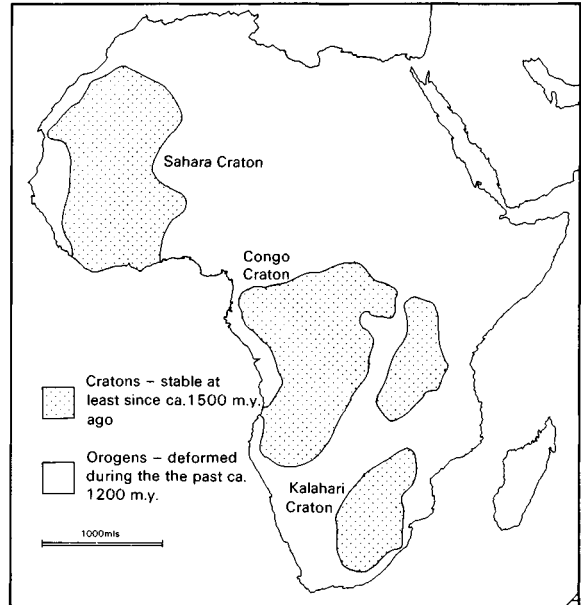 Sahara Craton
Congo
Craton
Cratons – stable at
least since ca.1500 m.y.
ago
Orogens – deformed
during the the past ca.
1200 m.y.
Kalahari
Craton
1000mls